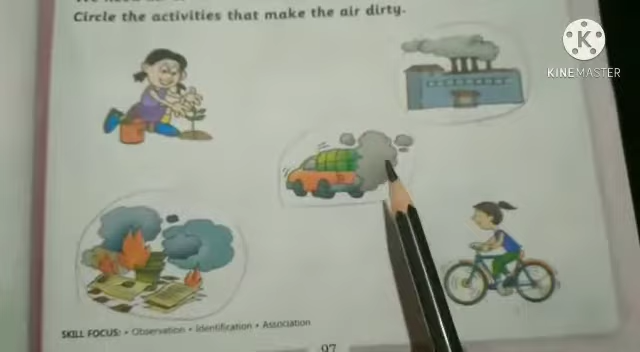 Circle the activities that make the air dirty.
KINEMASTER
SKILL FOCUS: • Observation • Identification • Association
97